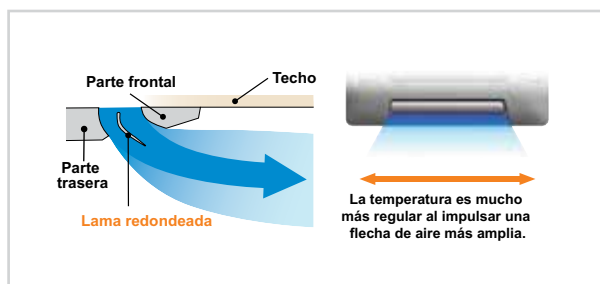 Parte frontal
Techo
Parte
trasera
Lama redondeada
La temperatura es mucho
más regular al impulsar una
flecha de aire más amplia.